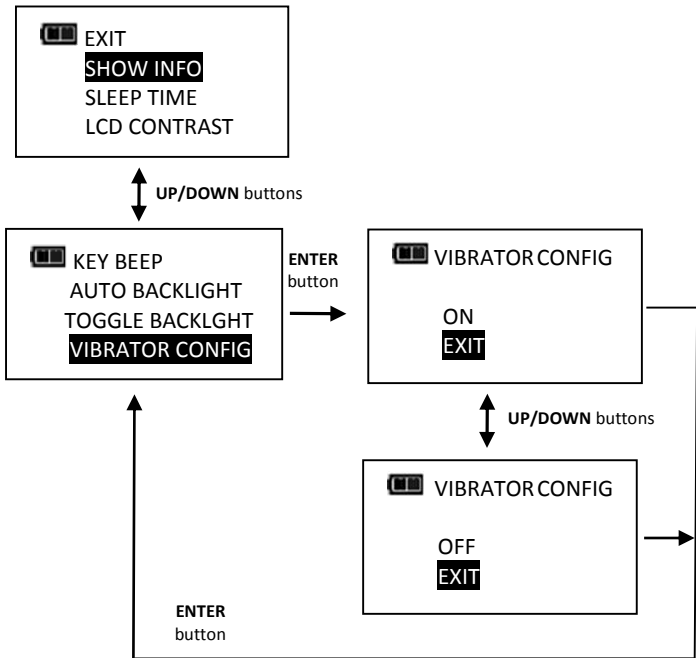 EXIT
SHOW INFO
SLEEP TIME
LCD CONTRAST
UP/DOWN buttons
KEY BEEP
AUTO BACKLIGHT
TOGGLE BACKLGHT
VIBRATOR CONFIG
ENTER
button
VIBRATOR CONFIG
ON
EXIT
UP/DOWN buttons
VIBRATOR CONFIG
OFF
EXIT
ENTER
button